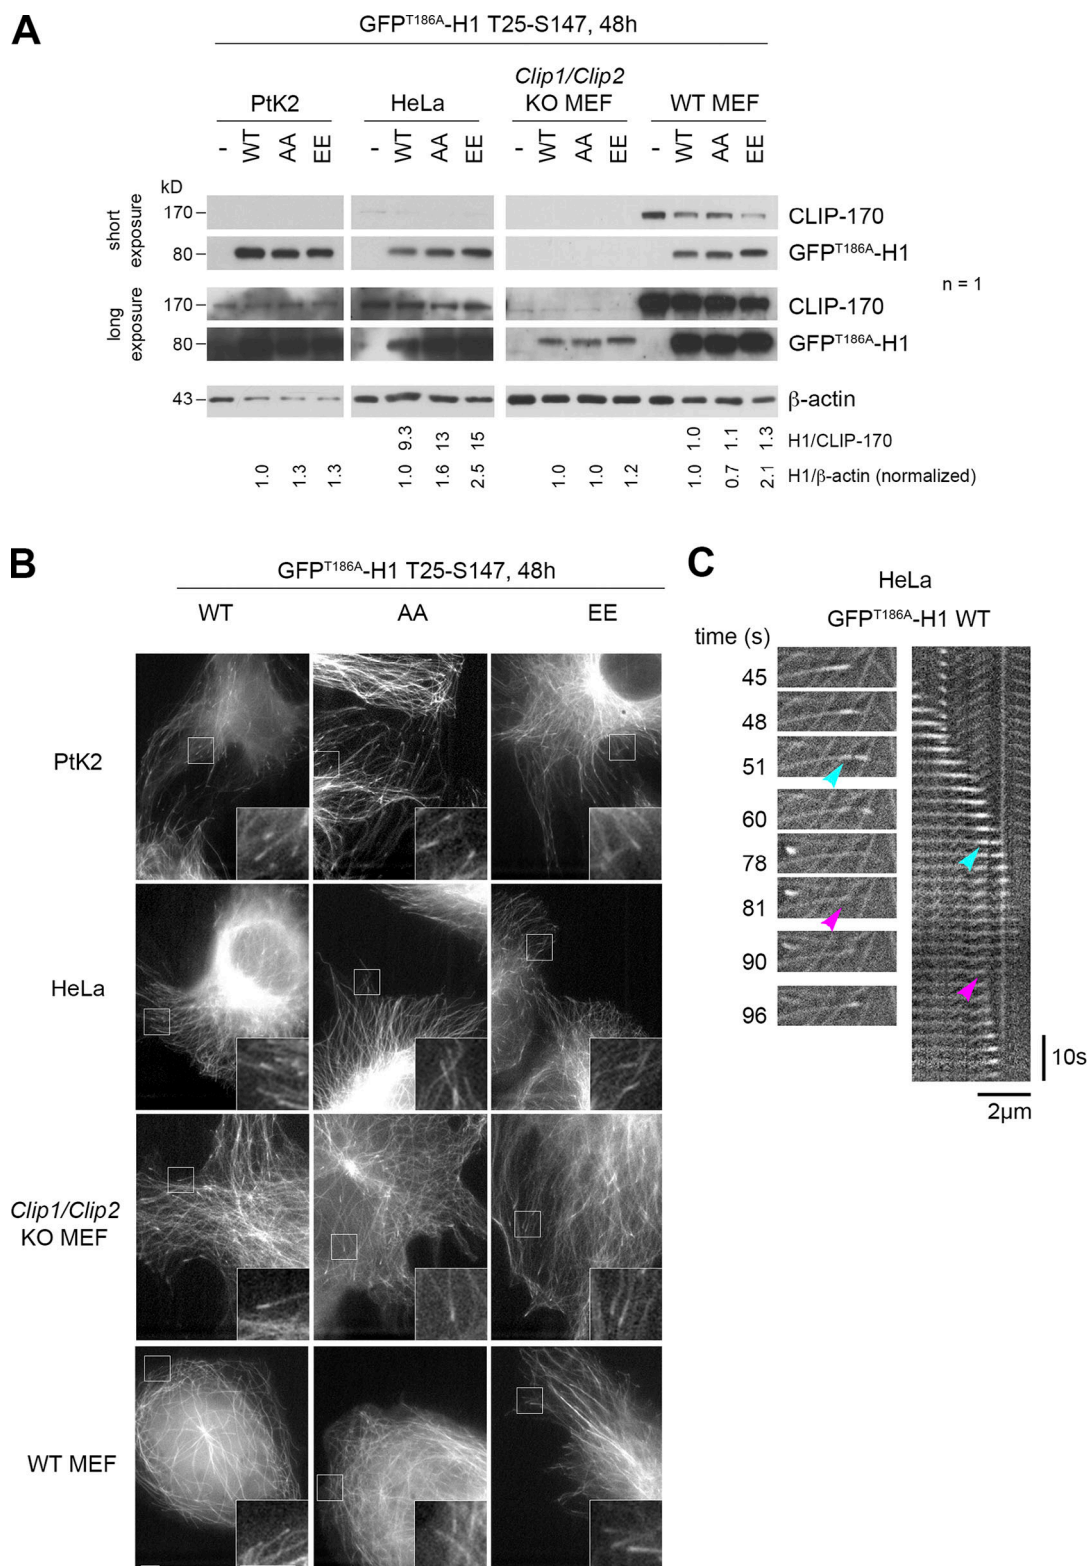 A
GFPT186A-H1 T25-S147, 48h
PtK2 HeLa Clip1/Clip2 KO MEF WT MEF
- WT AA EE - WT AA EE - WT AA EE - WT AA EE
kD
short exposure
170 CLIP-170
80 GFPT186A-H1
n = 1
long exposure
170 CLIP-170
80 GFPT186A-H1
43 β-actin
9.3 13 15 1.0 1.1 1.3 H1/CLIP-170
1.0 1.3 1.3 1.0 1.6 2.5 1.0 1.0 1.2 1.0 0.7 2.1 H1/β-actin (normalized)
B
GFPT186A-H1 T25-S147, 48h
WT AA EE
PtK2
HeLa
Clip1/Clip2
KO MEF
WT MEF
C
HeLa
GFPT186A-H1 WT
time (s)
45
48
51
60
78
81
90
96
10s
2μm